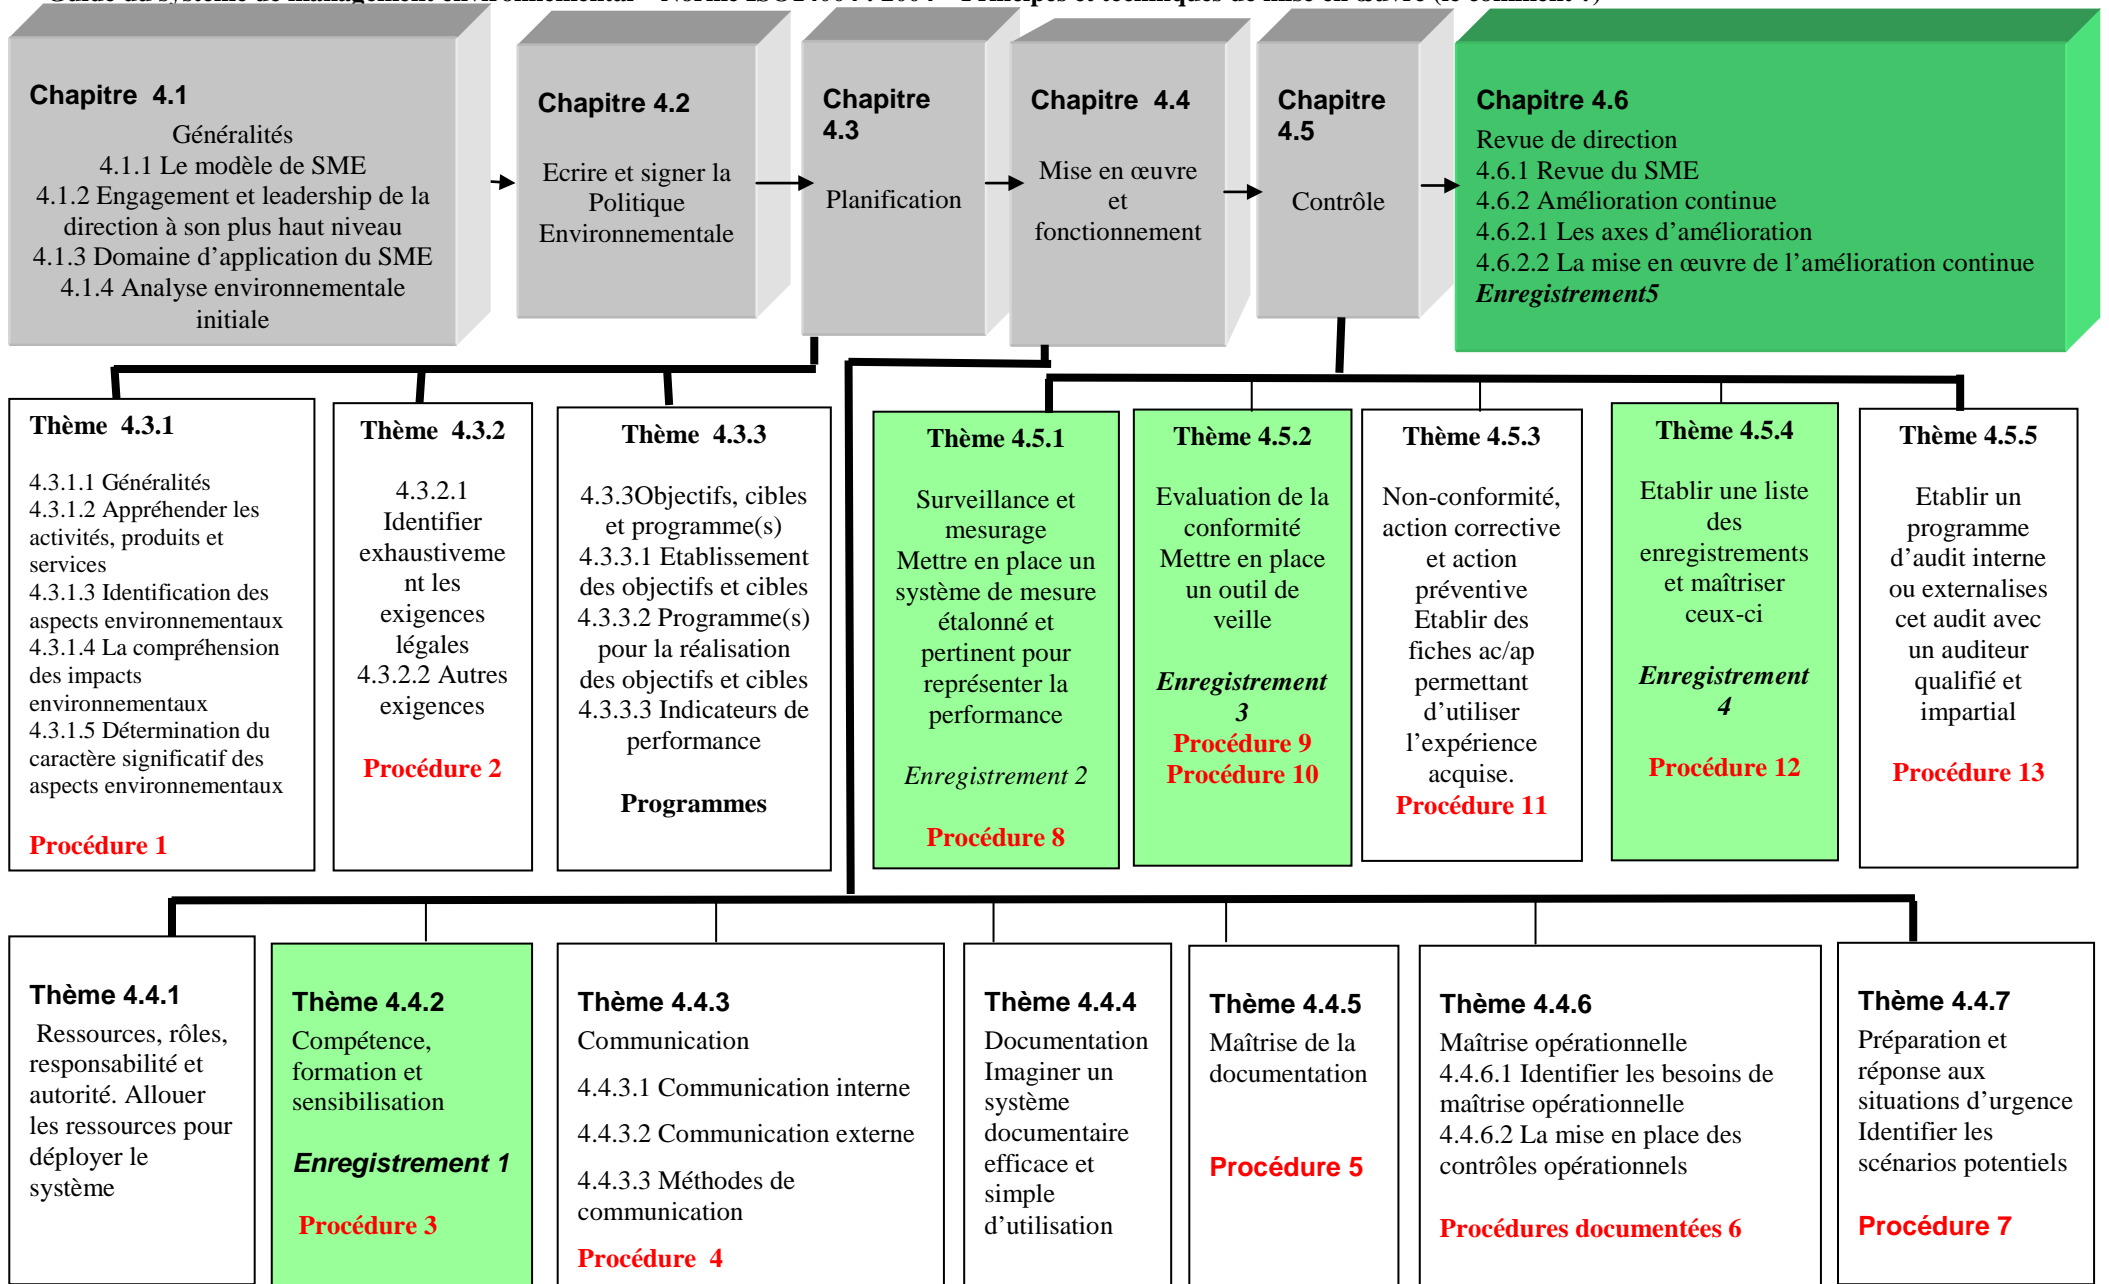 Guide du système de management environnemental – Norme ISO 14004 : 2004 – Principes et techniques de mise en œuvre (le comment ?)
Chapitre 4.1
Généralités
4.1.1 Le modèle de SME
4.1.2 Engagement et leadership de la
direction à son plus haut niveau
4.1.3 Domaine d’application du SME
4.1.4 Analyse environnementale
initiale
Chapitre 4.2
Ecrire et signer la
Politique
Environnementale
Chapitre
4.3
Planification
Chapitre 4.4
Mise en œuvre
et
fonctionnement
Chapitre
4.5
Contrôle
Chapitre 4.6
Revue de direction
4.6.1 Revue du SME
4.6.2 Amélioration continue
4.6.2.1 Les axes d’amélioration
4.6.2.2 La mise en œuvre de l’amélioration continue
Enregistrement5
Thème 4.3.1
4.3.1.1 Généralités
4.3.1.2 Appréhender les
activités, produits et
services
4.3.1.3 Identification des
aspects environnementaux
4.3.1.4 La compréhension
des impacts
environnementaux
4.3.1.5 Détermination du
caractère significatif des
aspects environnementaux
Procédure 1
Thème 4.3.2
4.3.2.1
Identifier
exhaustiveme
nt les
exigences
légales
4.3.2.2 Autres
exigences
Procédure 2
Thème 4.3.3
4.3.3Objectifs, cibles
et programme(s)
4.3.3.1 Etablissement
des objectifs et cibles
4.3.3.2 Programme(s)
pour la réalisation
des objectifs et cibles
4.3.3.3 Indicateurs de
performance
Programmes
Thème 4.5.1
Surveillance et
mesurage
Mettre en place un
système de mesure
étalonné et
pertinent pour
représenter la
performance
Enregistrement 2
Procédure 8
Thème 4.5.2
Evaluation de la
conformité
Mettre en place
un outil de
veille
Enregistrement
3
Procédure 9
Procédure 10
Thème 4.5.3
Non-conformité,
action corrective
et action
préventive
Etablir des
fiches ac/ap
permettant
d’utiliser
l’expérience
acquise.
Procédure 11
Thème 4.5.4
Etablir une liste
des
enregistrements
et maîtriser
ceux-ci
Enregistrement
4
Procédure 12
Thème 4.5.5
Etablir un
programme
d’audit interne
ou externalises
cet audit avec
un auditeur
qualifié et
impartial
Procédure 13
Thème 4.4.1
Ressources, rôles,
responsabilité et
autorité. Allouer
les ressources pour
déployer le
système
Thème 4.4.2
Compétence,
formation et
sensibilisation
Enregistrement 1
Procédure 3
Thème 4.4.3
Communication
4.4.3.1 Communication interne
4.4.3.2 Communication externe
4.4.3.3 Méthodes de
communication
Procédure 4
Thème 4.4.4
Documentation
Imaginer un
système
documentaire
efficace et
simple
d’utilisation
Thème 4.4.5
Maîtrise de la
documentation
Procédure 5
Thème 4.4.6
Maîtrise opérationnelle
4.4.6.1 Identifier les besoins de
maîtrise opérationnelle
4.4.6.2 La mise en place des
contrôles opérationnels
Procédures documentées 6
Thème 4.4.7
Préparation et
réponse aux
situations d’urgence
Identifier les
scénarios potentiels
Procédure 7